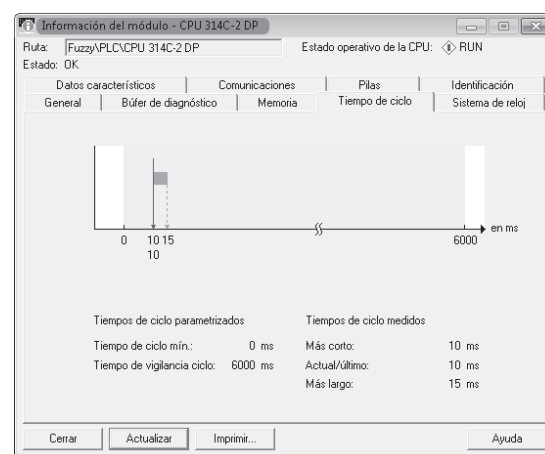 Información del módulo - CPU 314C-2 DP
Ruta: Fuzzy\PLC\CPU 314C-2 DP Estado operativo de la CPU: RUN
Estado: OK
Datos característicos Comunicaciones Pilas Identificación
General Búfer de diagnóstico Memoria Tiempo de ciclo Sistema de reloj
en ms
0 10 15 6000
10
Tiempos de ciclo parametrizados Tiempos de ciclo medidos
Tiempo de ciclo mín.: 0 ms Más corto: 10 ms
Tiempo de vigilancia ciclo: 6000 ms Actual/último: 10 ms
Más largo: 15 ms
Cerrar Actualizar Imprimir... Ayuda